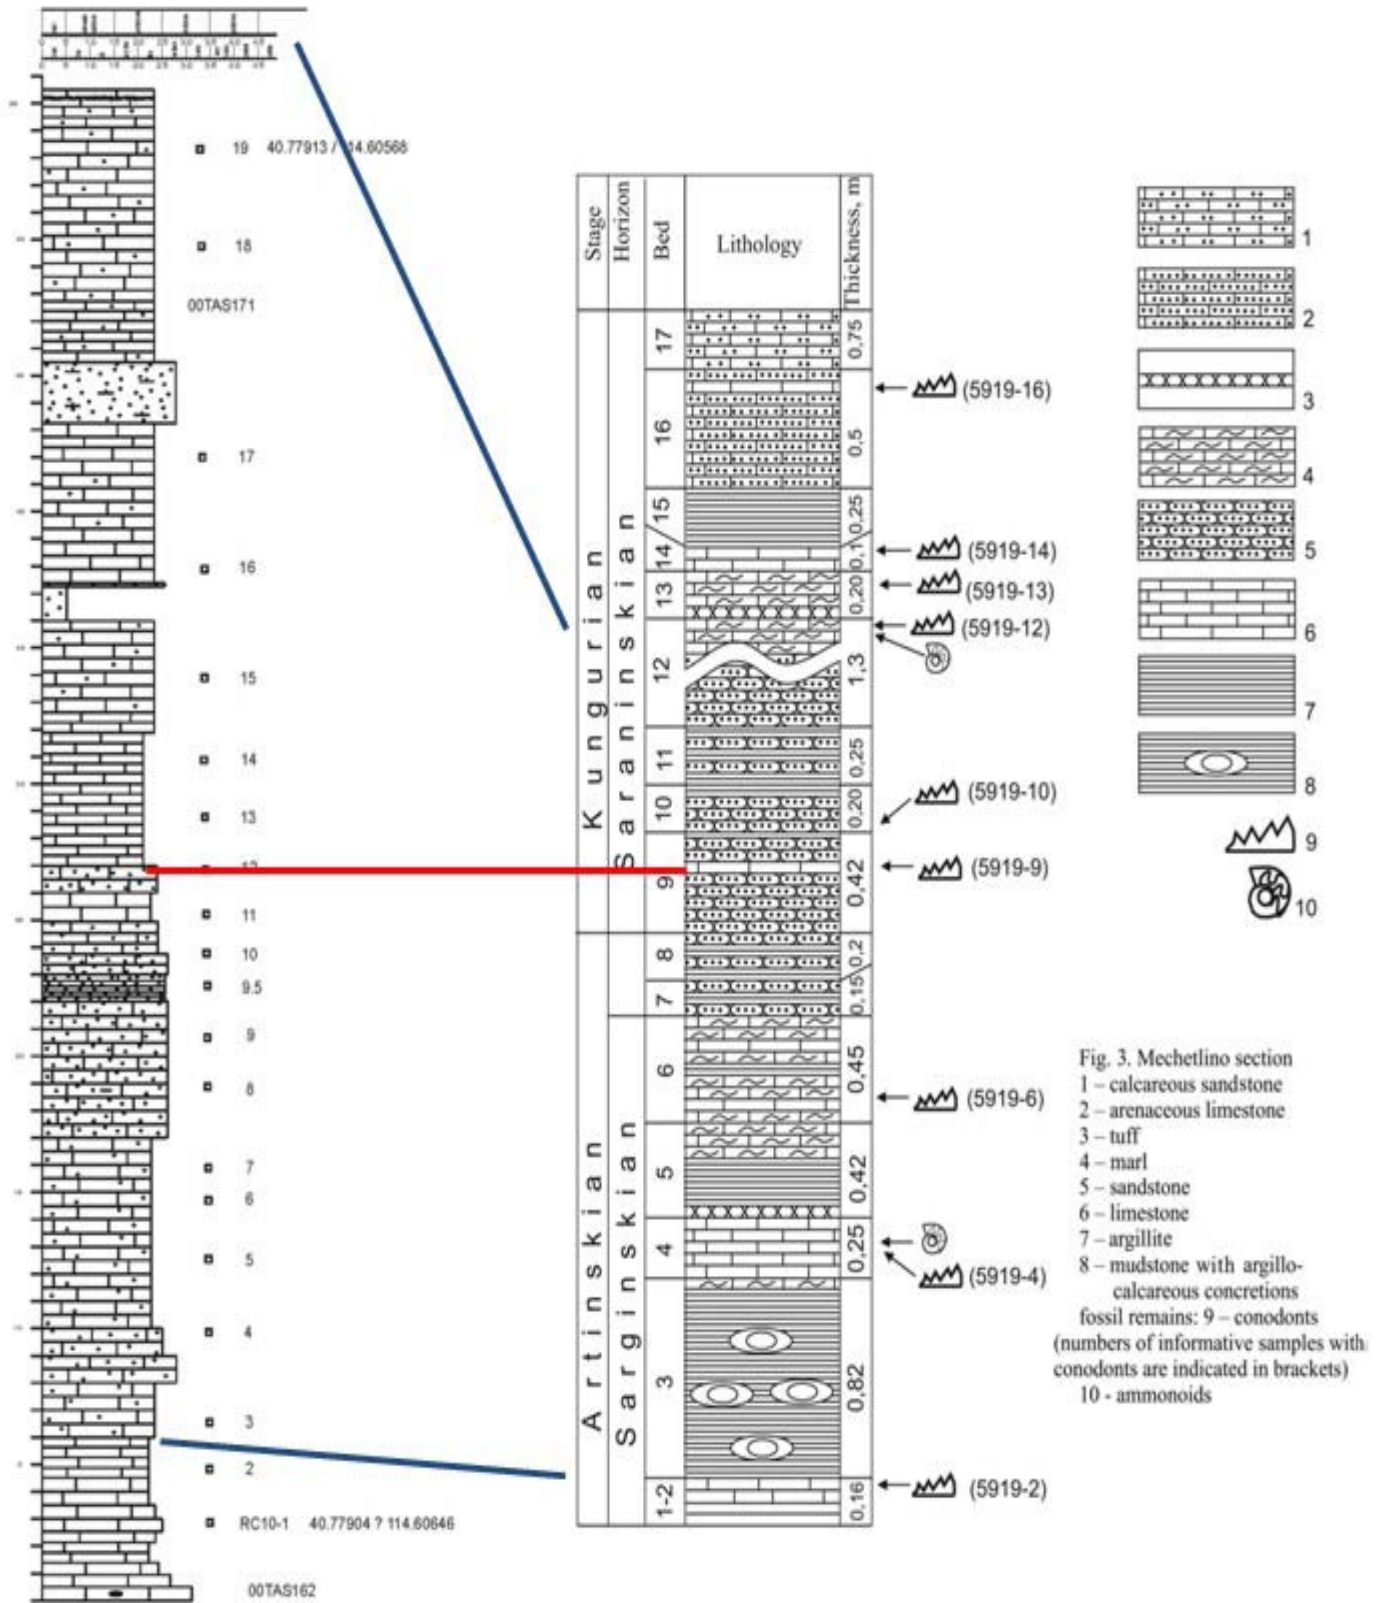 19 40.77913 / 114.60568
18
00TAS171
17
16
15
14
13
12
11
10
9.5
9
8
7
6
5
4
3
2
RC10-1 40.77904 ? 114.60646
00TAS162
Stage
Horizon
Bed
Lithology
Thickness, m
Kungurian
Saraninskian
Artinskian
Sarginskian
17 0,75
16 0,5
15 0,25
14 0,1
13 0,20
12 1,3
11 0,25
10 0,20
9 0,42
8 0,2
7 0,15
6 0,45
5 0,42
4 0,25
3 0,82
1-2 0,16
(5919-16)
(5919-14)
(5919-13)
(5919-12)
(5919-10)
(5919-9)
(5919-6)
(5919-4)
(5919-2)
1
2
3
4
5
6
7
8
9
10
Fig. 3. Mechetlino section
1 – calcareous sandstone
2 – arenaceous limestone
3 – tuff
4 – marl
5 – sandstone
6 – limestone
7 – argillite
8 – mudstone with argillo-
calcareous concretions
fossil remains: 9 – conodonts
(numbers of informative samples with
conodonts are indicated in brackets)
10 - ammonoids